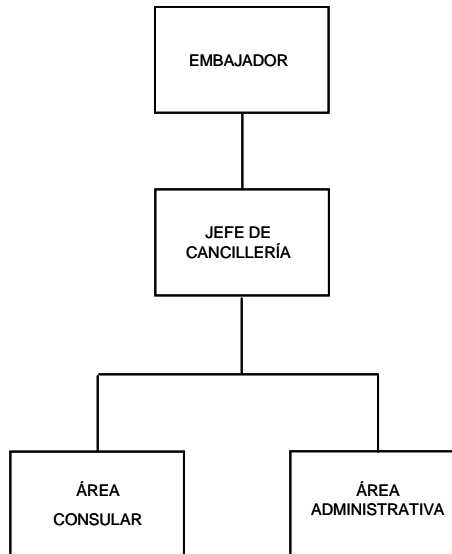 EMBAJADOR
JEFE DE
CANCILLERÍA
ÁREA
CONSULAR
ÁREA
ADMINISTRATIVA